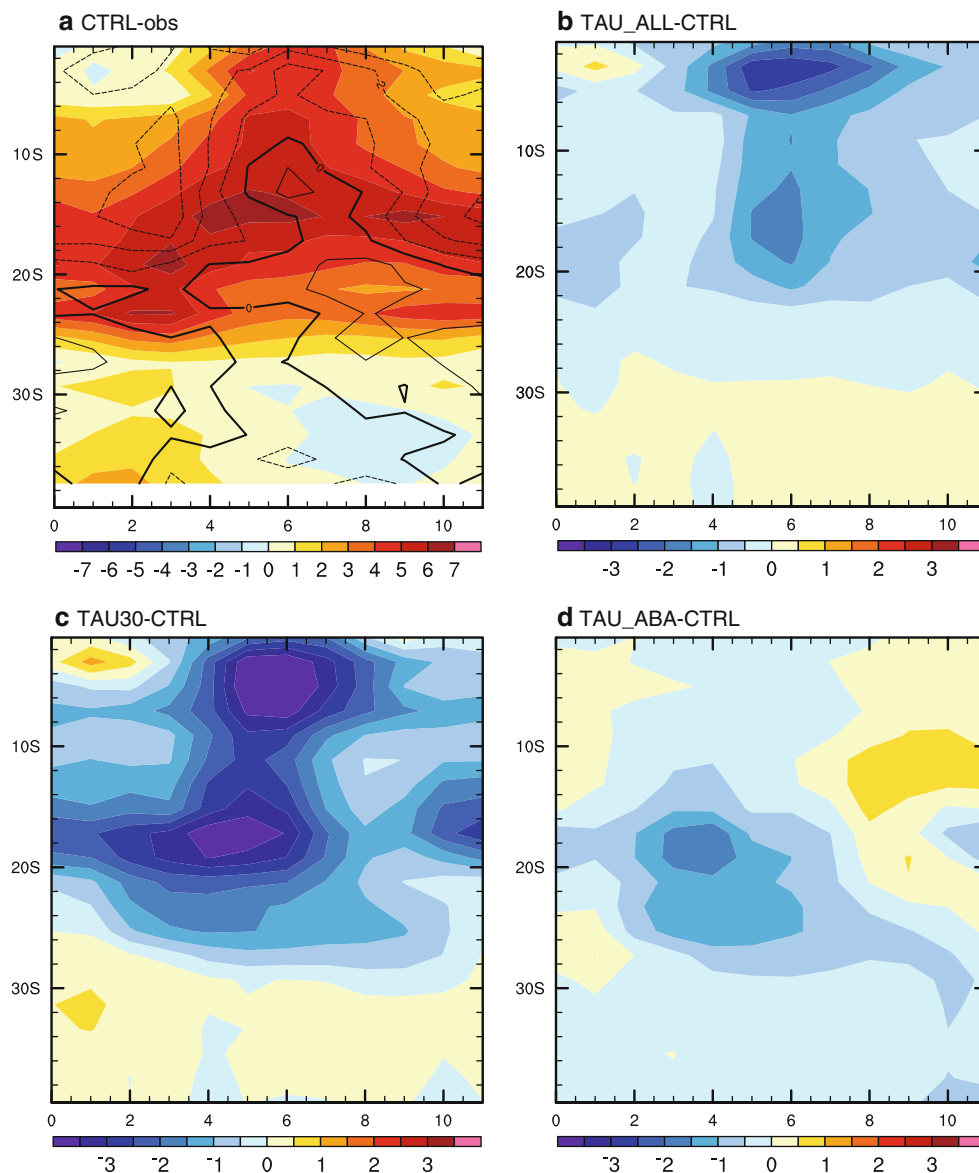 a CTRL-obs
b TAU_ALL-CTRL
10S
20S
30S
0
0 2 4 6 8 10
-7 -6 -5 -4 -3 -2 -1 0 1 2 3 4 5 6 7
10S
20S
30S
0 2 4 6 8 10
-3 -2 -1 0 1 2 3
c TAU30-CTRL
d TAU_ABA-CTRL
10S
20S
30S
0 2 4 6 8 10
-3 -2 -1 0 1 2 3
10S
20S
30S
0 2 4 6 8 10
-3 -2 -1 0 1 2 3